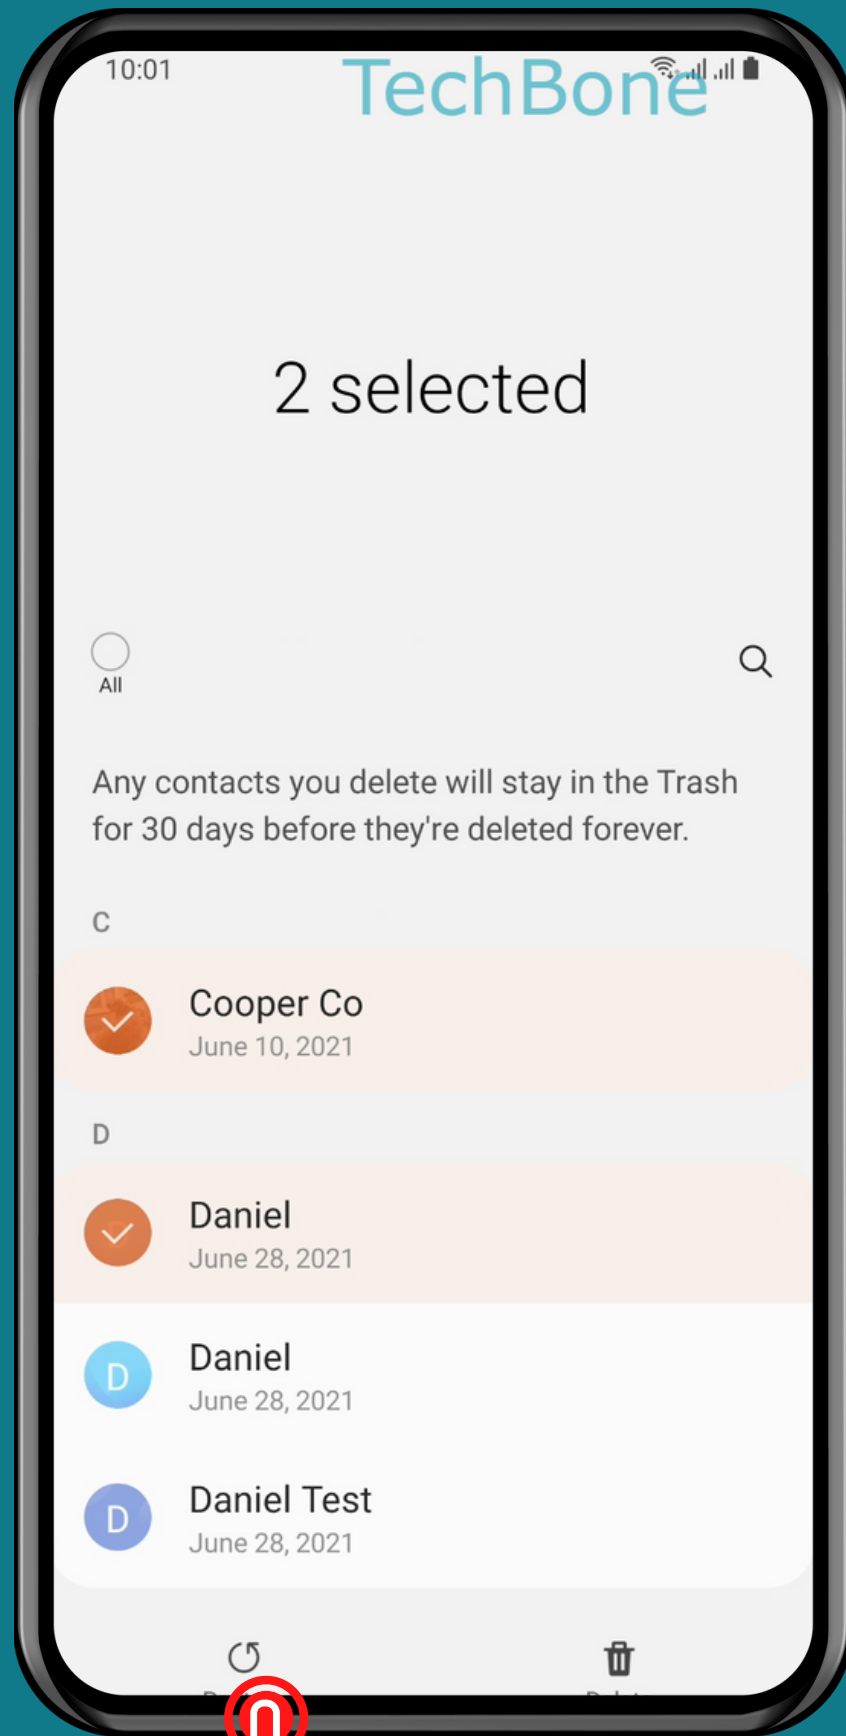 10:01
TechBone
2 selected
All
Any contacts you delete will stay in the Trash
for 30 days before they're deleted forever.
C
Cooper Co
June 10, 2021
D
Daniel
June 28, 2021
D
Daniel
June 28, 2021
D
Daniel Test
June 28, 2021